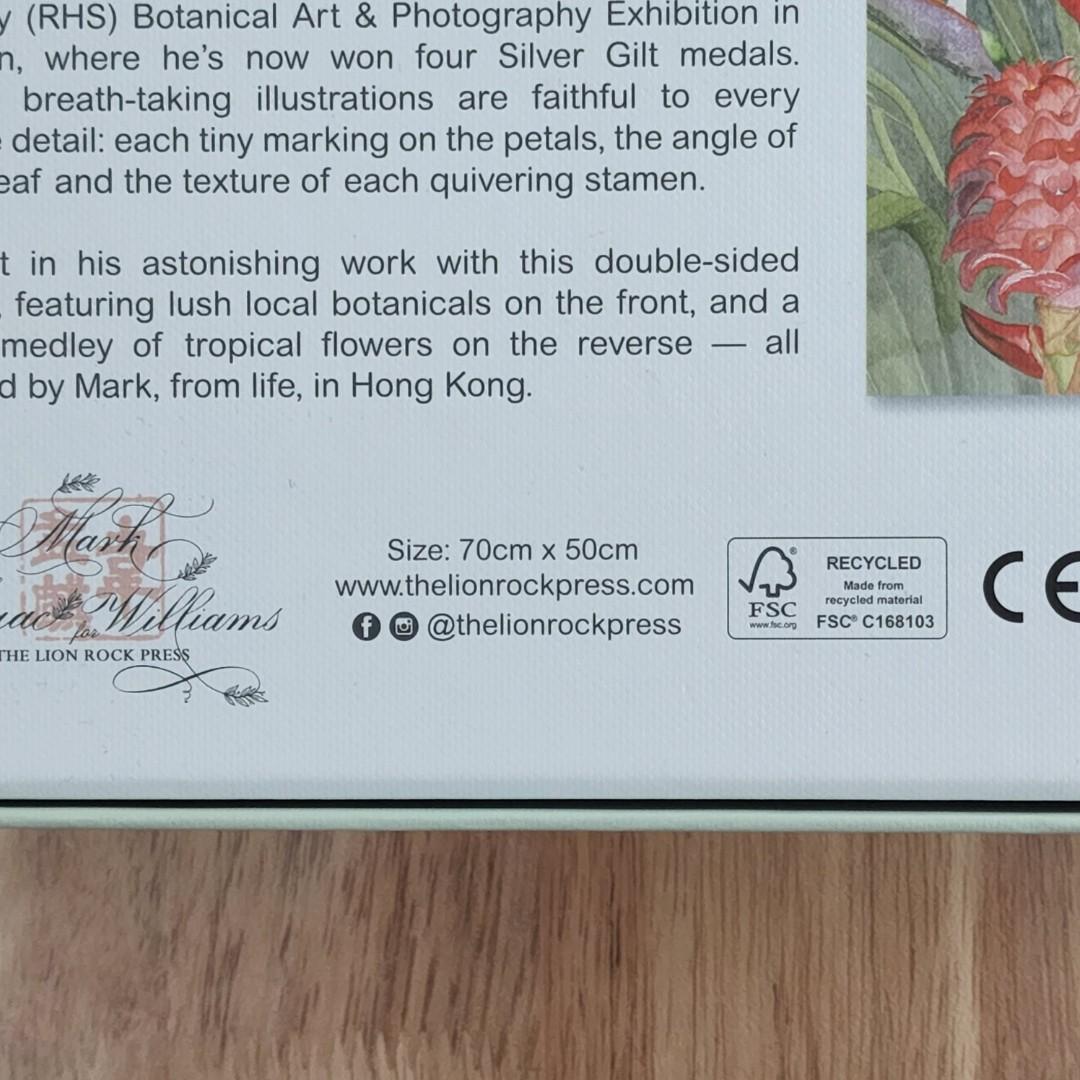 y (RHS) Botanical Art & Photography Exhibition in
n, where he's now won four Silver Gilt medals.
breath-taking illustrations are faithful to every
e detail: each tiny marking on the petals, the angle of
eaf and the texture of each quivering stamen.
t in his astonishing work with this double-sided
, featuring lush local botanicals on the front, and a
medley of tropical flowers on the reverse — all
d by Mark, from life, in Hong Kong.
Mark
Williams
for
THE LION ROCK PRESS
Size: 70cm x 50cm
www.thelionrockpress.com
@thelionrockpress
FSC®
www.fsc.org
RECYCLED
Made from
recycled material
FSC® C168103
CE